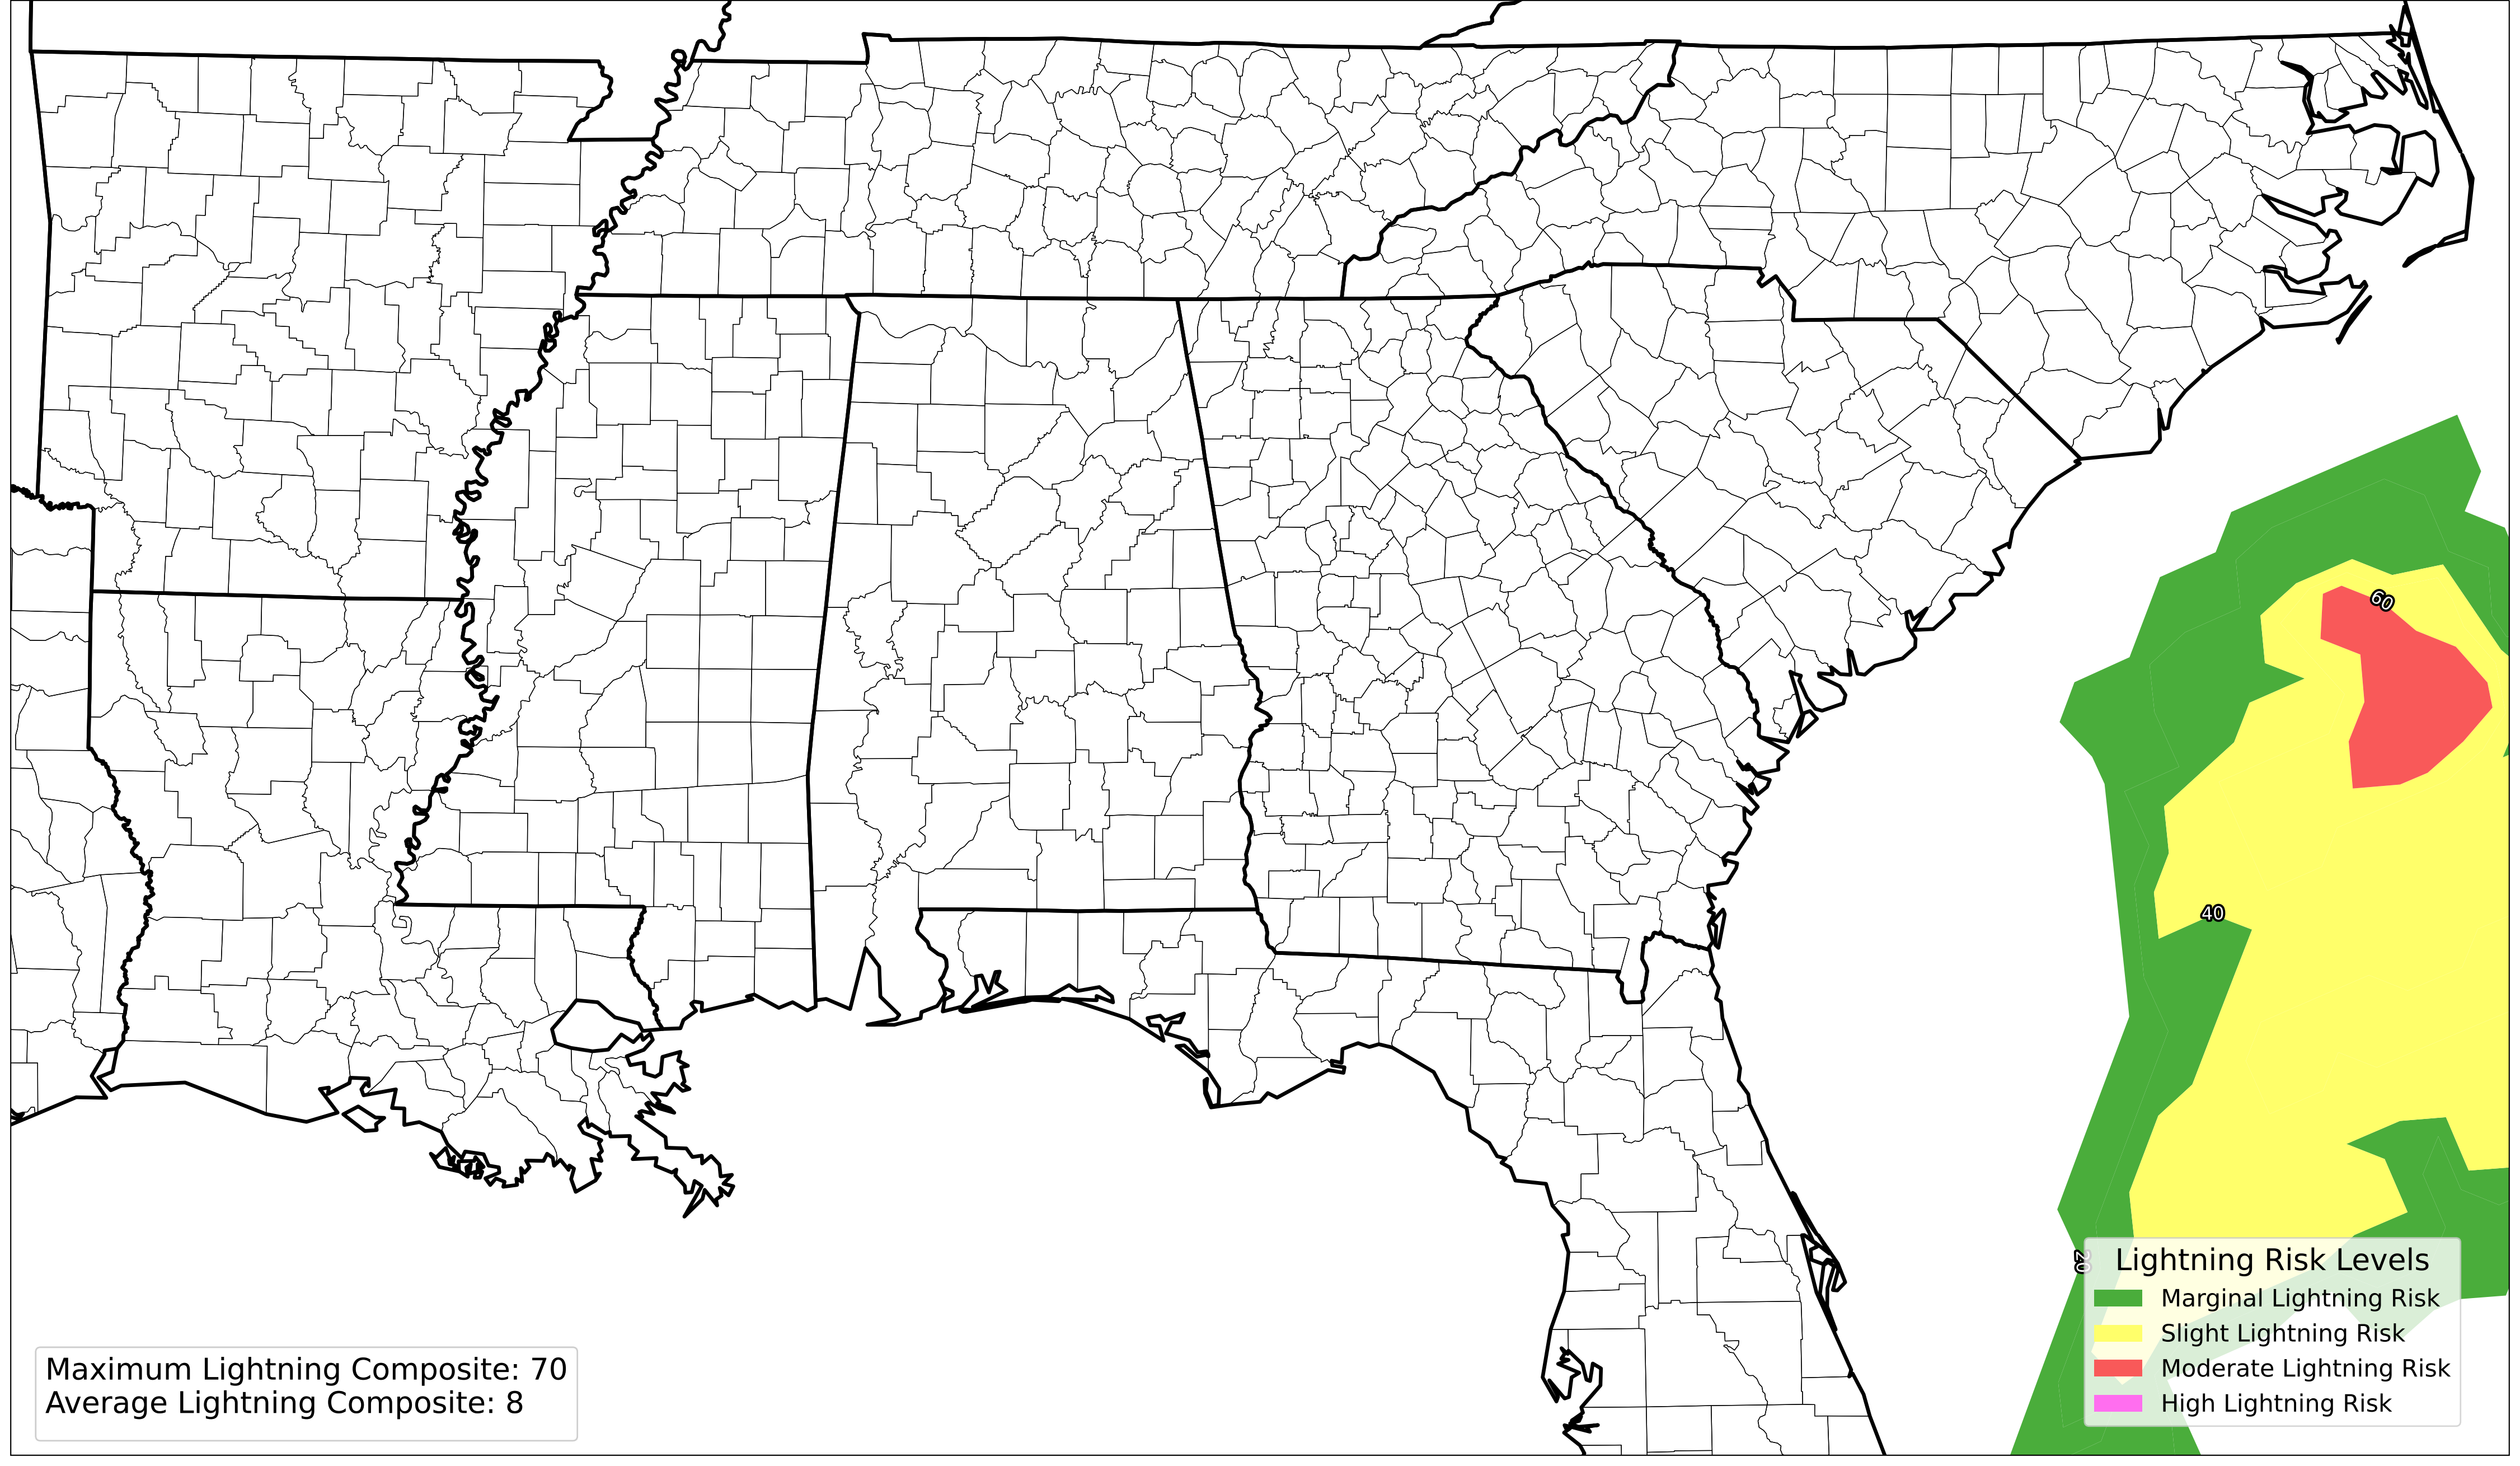 60
40
20
Lightning Risk Levels
Marginal Lightning Risk
Slight Lightning Risk
Moderate Lightning Risk
High Lightning Risk
Maximum Lightning Composite: 70
Average Lightning Composite: 8